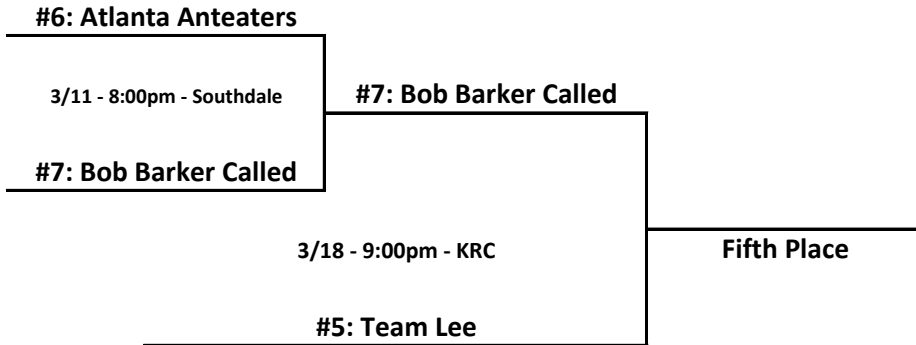 #6: Atlanta Anteaters
3/11 - 8:00pm - Southdale
#7: Bob Barker Called
#7: Bob Barker Called
3/18 - 9:00pm - KRC
Fifth Place
#5: Team Lee